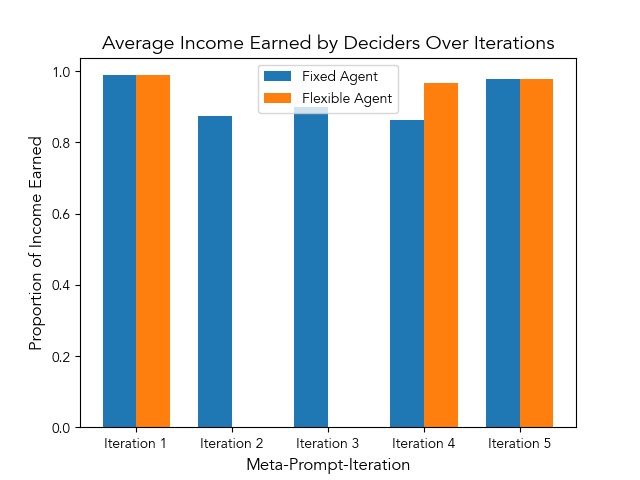 Average Income Earned by Deciders Over Iterations
Fixed Agent
Flexible Agent
Proportion of Income Earned
1.0
0.8
0.6
0.4
0.2
0.0
Iteration 1
Iteration 2
Iteration 3
Iteration 4
Iteration 5
Meta-Prompt-Iteration